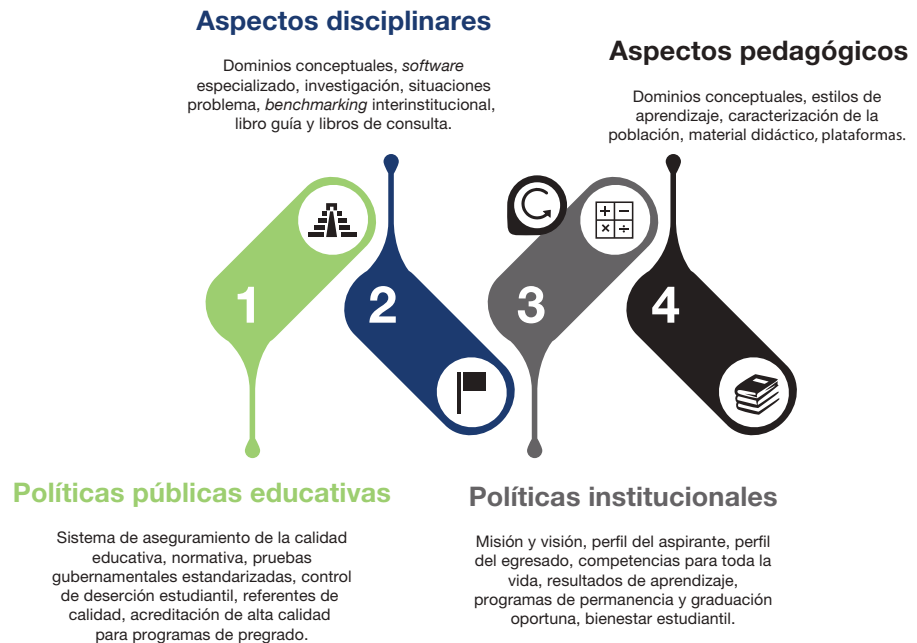 Aspectos disciplinares
Dominios conceptuales, software
especializado, investigación, situaciones
problema, benchmarking interinstitucional,
libro guía y libros de consulta.
Aspectos pedagógicos
Dominios conceptuales, estilos de
aprendizaje, caracterización de la
población, material didáctico, plataformas.
1
2
3
4
Políticas públicas educativas
Sistema de aseguramiento de la calidad
educativa, normativa, pruebas
gubernamentales estandarizadas, control
de deserción estudiantil, referentes de
calidad, acreditación de alta calidad
para programas de pregrado.
Políticas institucionales
Misión y visión, perfil del aspirante, perfil
del egresado, competencias para toda la
vida, resultados de aprendizaje,
programas de permanencia y graduación
oportuna, bienestar estudiantil.